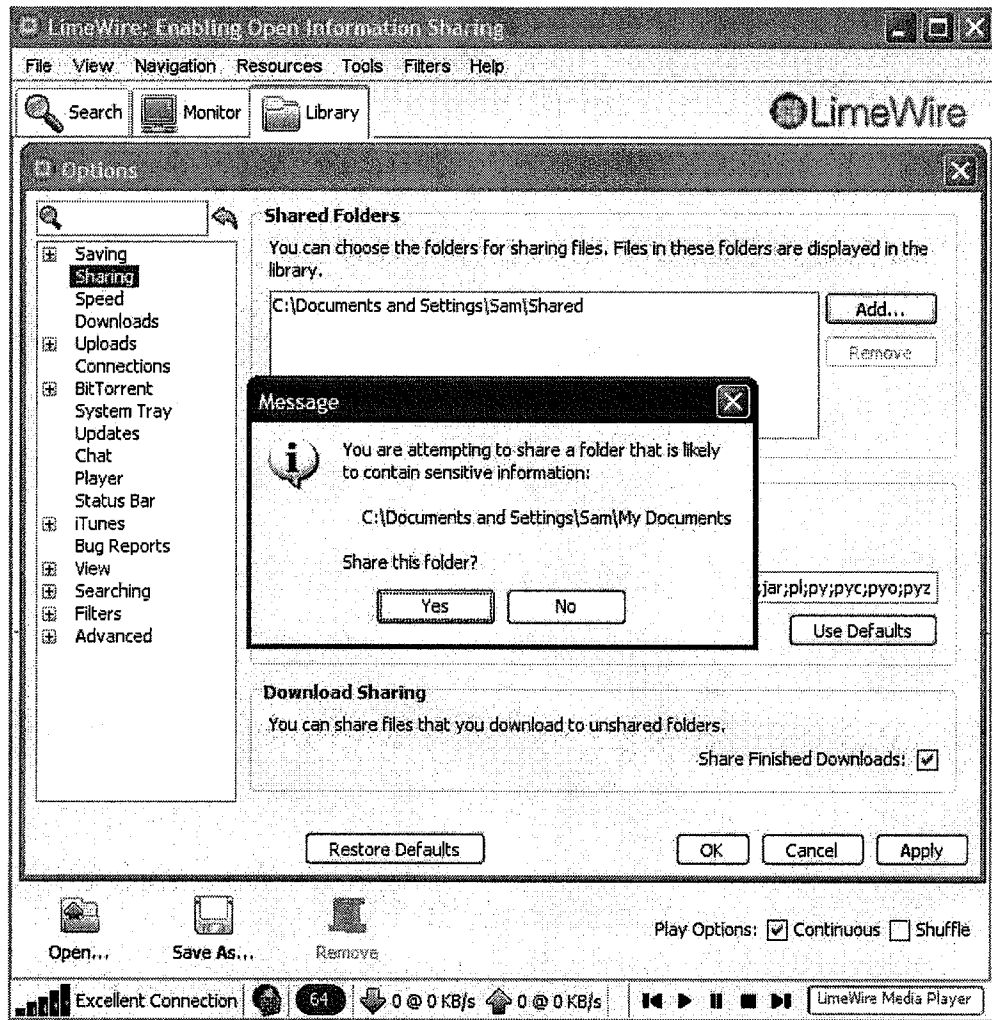 LimeWire: Enabling Open Information Sharing
File View Navigation Resources Tools Filters Help
Search Monitor Library
LimeWire
Options
Shared Folders
You can choose the folders for sharing files. Files in these folders are displayed in the
library.
Saving
Sharing
Speed
Downloads
Uploads
Connections
BitTorrent
System Tray
Updates
Chat
Player
Status Bar
iTunes
Bug Reports
View
Searching
Filters
Advanced
C:\Documents and Settings\Sam\Shared
Add...
Remove
Message
You are attempting to share a folder that is likely
to contain sensitive information:
C:\Documents and Settings\Sam\My Documents
Share this folder?
Yes No
;jar;pl;py;pyc;pyo;pyz
Use Defaults
Download Sharing
You can share files that you download to unshared folders.
Share Finished Downloads:
Restore Defaults OK Cancel Apply
Open... Save As... Remove
Play Options: Continuous Shuffle
Excellent Connection 64 0 @ 0 KB/s 0 @ 0 KB/s LimeWire Media Player